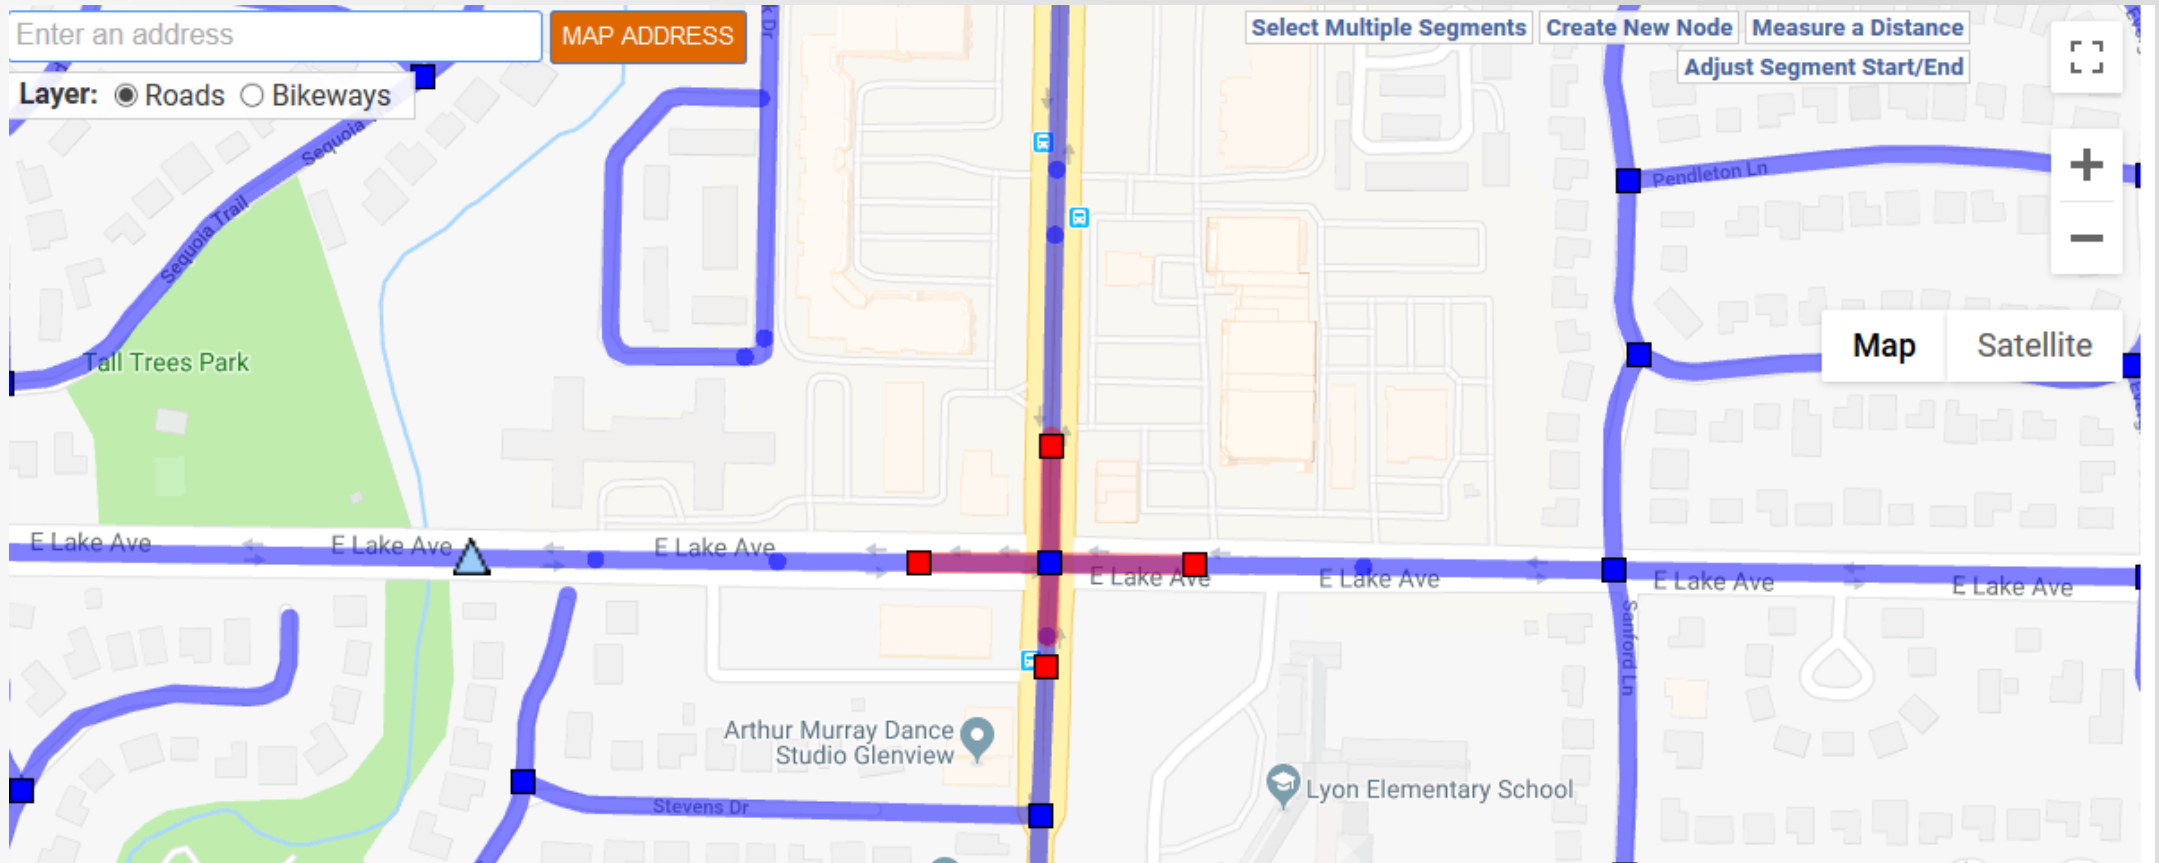 Enter an address
MAP ADDRESS
Select Multiple Segments
Create New Node
Measure a Distance
Adjust Segment Start/End
Layer:
Roads
Bikeways
Dr
Sequoia
Sequoia Trail
Pendleton Ln
Tall Trees Park
Map
Satellite
E Lake Ave
E Lake Ave
E Lake Ave
E Lake Ave
E Lake Ave
E Lake Ave
E Lake Ave
Sanford Ln
Arthur Murray Dance
Studio Glenview
Lyon Elementary School
Stevens Dr